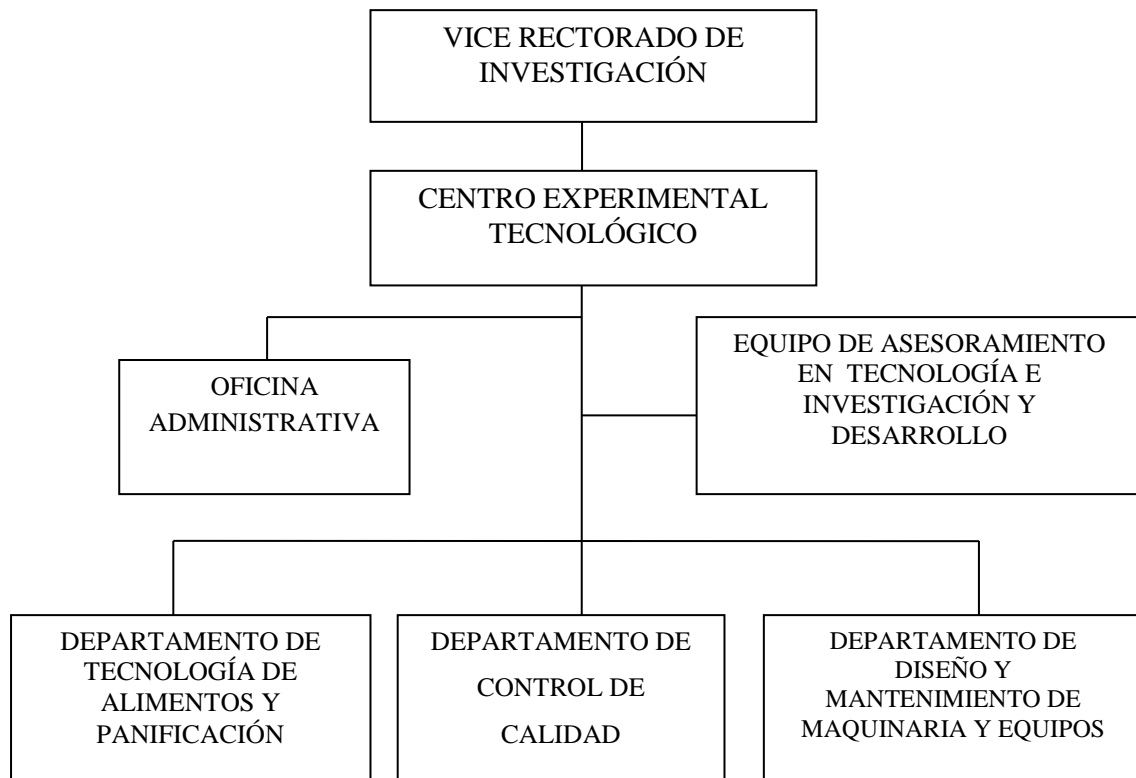 VICE RECTORADO DE
INVESTIGACIÓN
CENTRO EXPERIMENTAL
TECNOLÓGICO
OFICINA
ADMINISTRATIVA
EQUIPO DE ASESORAMIENTO
EN TECNOLOGÍA E
INVESTIGACIÓN Y
DESARROLLO
DEPARTAMENTO DE
TECNOLOGÍA DE
ALIMENTOS Y
PANIFICACIÓN
DEPARTAMENTO DE
CONTROL DE
CALIDAD
DEPARTAMENTO DE
DISEÑO Y
MANTENIMIENTO DE
MAQUINARIA Y EQUIPOS